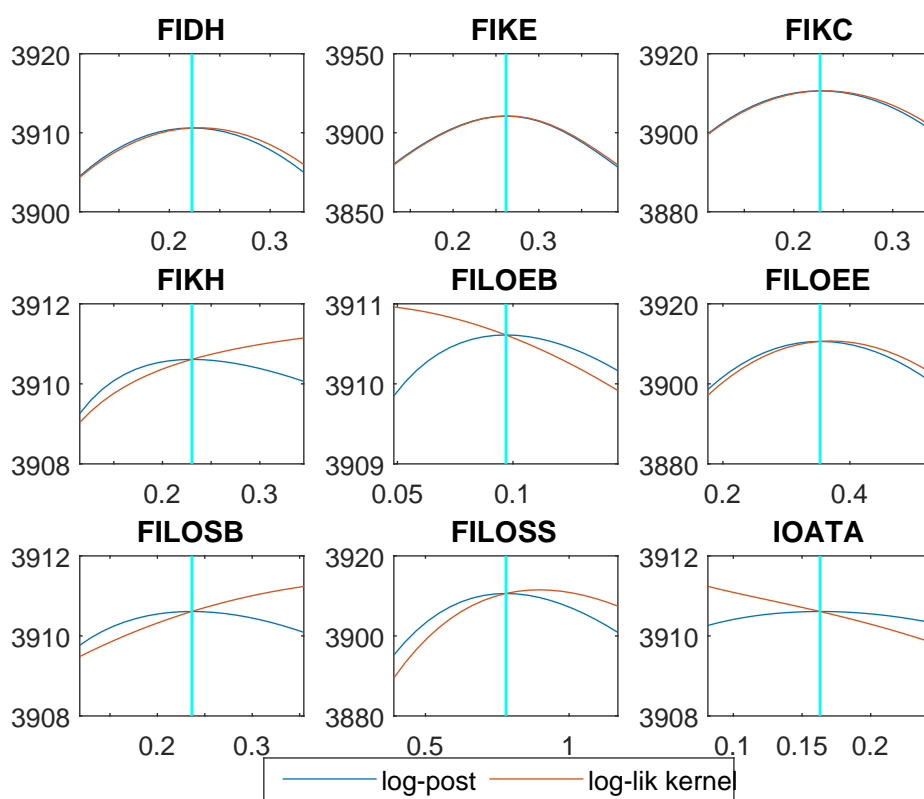 FIDH FIKE FIKC
3920 3950 3920
3910 3900 3900
3900 3850 3880
0.2 0.3 0.2 0.3 0.2 0.3
FIKH FILOEB FILOEE
3912 3911 3920
3910 3910 3900
3908 3909 3880
0.2 0.3 0.05 0.1 0.2 0.4
FILOSB FILOSS IOATA
3912 3920 3912
3910 3900 3910
3908 3880 3908
0.2 0.3 0.5 1 0.1 0.15 0.2
log-post log-lik kernel